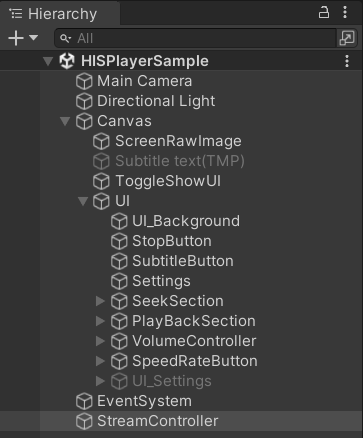 Hierarchy
All
HISPlayerSample
Main Camera
Directional Light
Canvas
ScreenRawImage
Subtitle text(TMP)
ToggleShowUI
UI
UI_Background
StopButton
SubtitleButton
Settings
SeekSection
PlayBackSection
VolumeController
SpeedRateButton
UI_Settings
EventSystem
StreamController